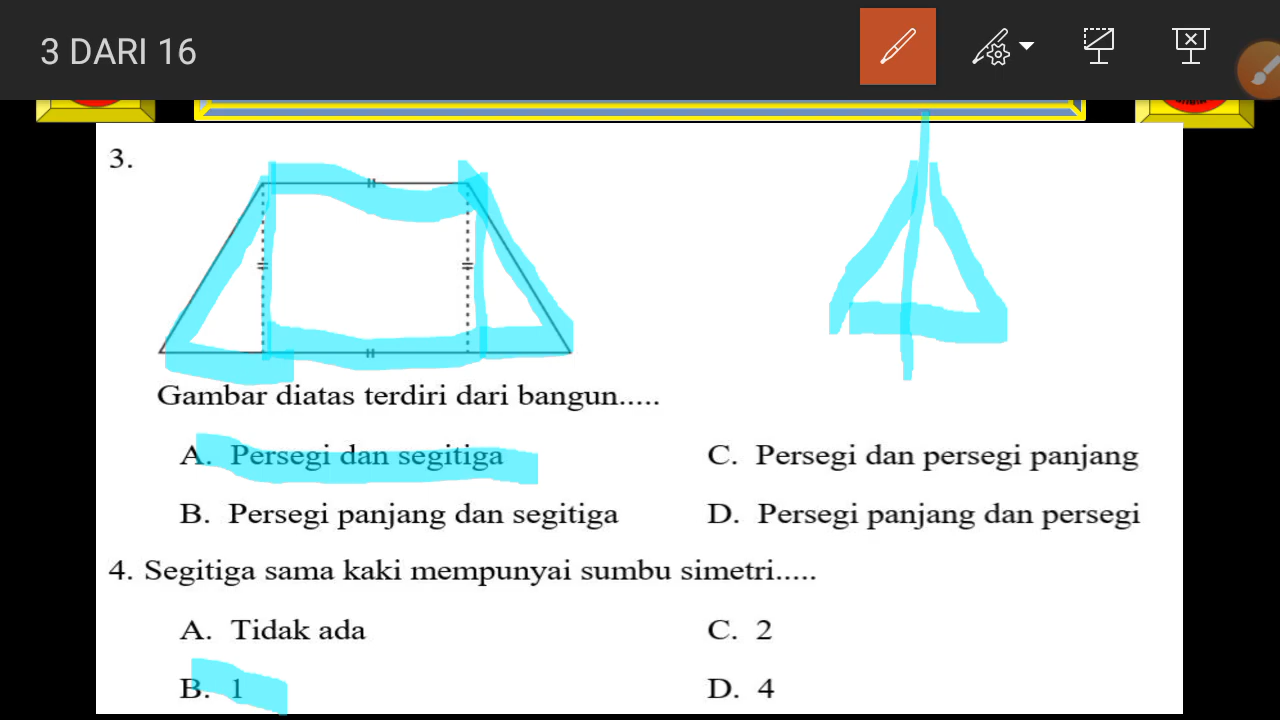 3 DARI 16
3.
Gambar diatas terdiri dari bangun.....
A. Persegi dan segitiga
C. Persegi dan persegi panjang
B. Persegi panjang dan segitiga
D. Persegi panjang dan persegi
4. Segitiga sama kaki mempunyai sumbu simetri.....
A. Tidak ada
C. 2
B. 1
D. 4